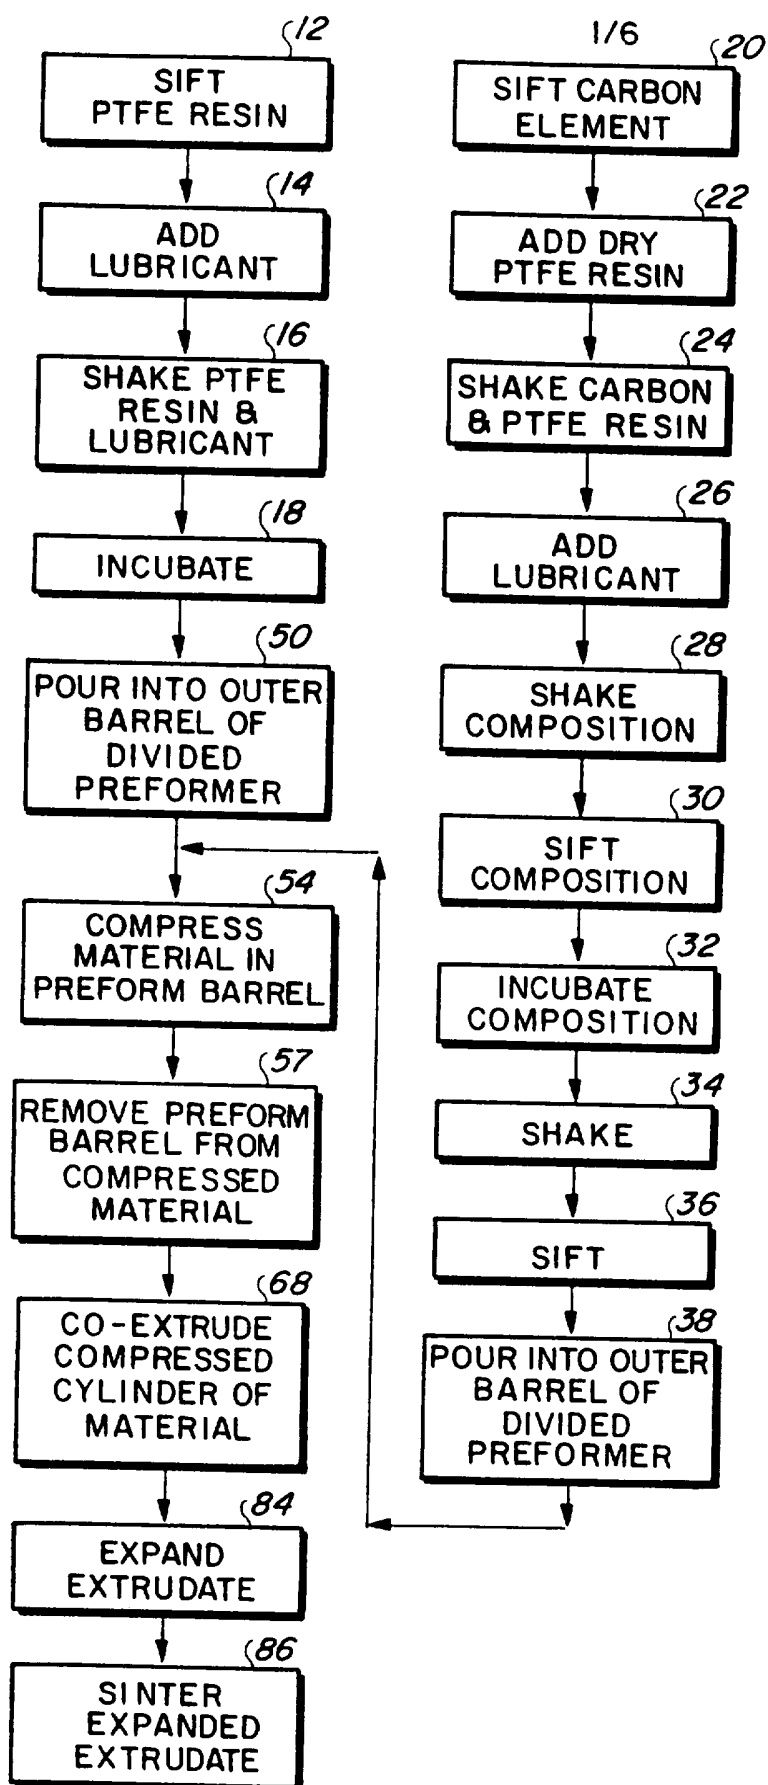 12
SIFT
PTFE RESIN
14
ADD
LUBRICANT
16
SHAKE PTFE
RESIN &
LUBRICANT
18
INCUBATE
50
POUR INTO OUTER
BARREL OF
DIVIDED
PREFORMER
54
COMPRESS
MATERIAL IN
PREFORM BARREL
57
REMOVE PREFORM
BARREL FROM
COMPRESSED
MATERIAL
68
CO-EXTRUDE
COMPRESSED
CYLINDER OF
MATERIAL
84
EXPAND
EXTRUDATE
86
SINTER
EXPANDED
EXTRUDATE
1/6
20
SIFT CARBON
ELEMENT
22
ADD DRY
PTFE RESIN
24
SHAKE CARBON
& PTFE RESIN
26
ADD
LUBRICANT
28
SHAKE
COMPOSITION
30
SIFT
COMPOSITION
32
INCUBATE
COMPOSITION
34
SHAKE
36
SIFT
38
POUR INTO OUTER
BARREL OF
DIVIDED
PREFORMER